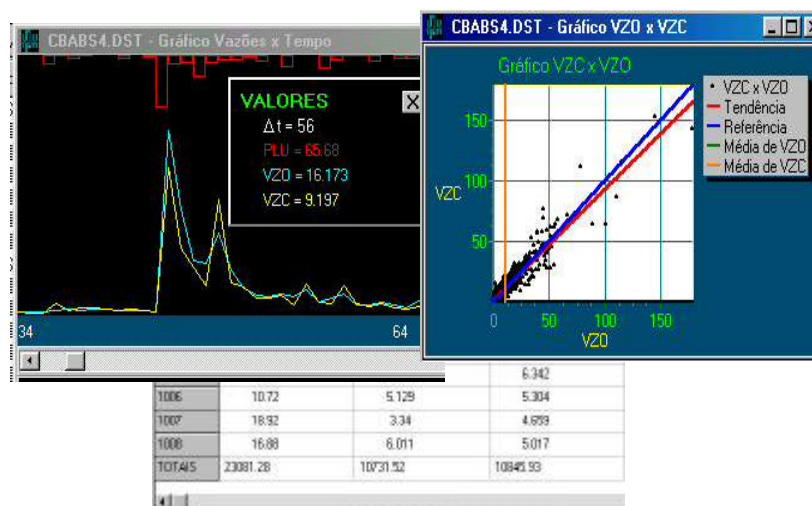 CBABS4.DST - Gráfico Vazões x Tempo
VALORES
Δt = 56
PLU = 65.68
VZO = 16.173
VZC = 9.197
34
64
CBABS4.DST - Gráfico VZO x VZC
Gráfico VZC x VZO
150
VZC 100
50
0 50 100 150
VZO
VZC x VZO
Tendência
Referência
Média de VZO
Média de VZC
6.342
1006 10.72 5.129 5.304
1007 18.92 3.34 4.659
1008 16.88 6.011 5.017
TOTAIS 23081.28 10731.52 10845.93